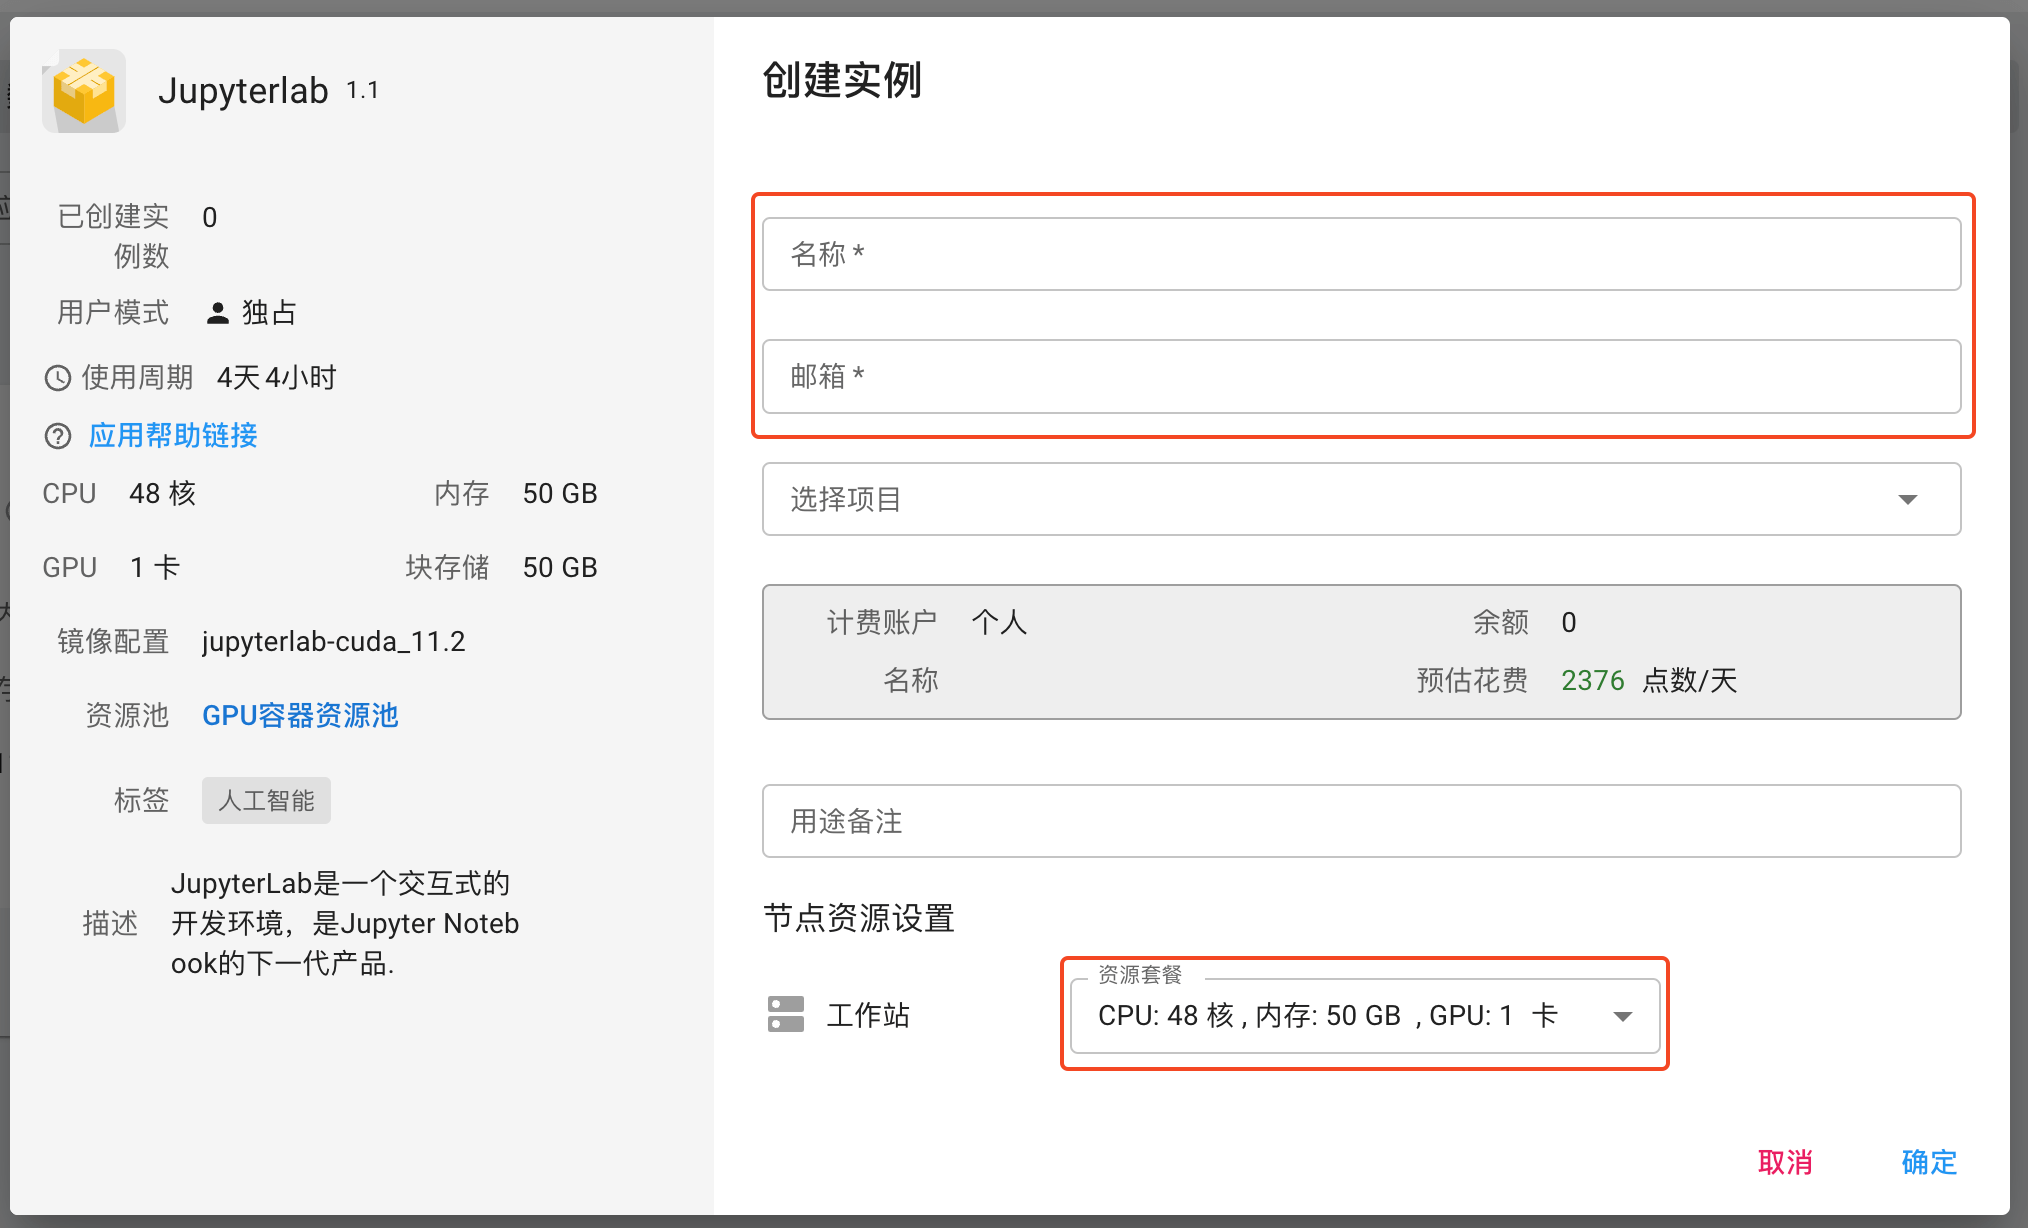 Jupyterlab 1.1
已创建实
例数
0
用户模式 独占
使用周期 4天4小时
应用帮助链接
CPU 48 核 内存 50 GB
GPU 1 卡 块存储 50 GB
镜像配置 jupyterlab-cuda_11.2
资源池 GPU容器资源池
标签 人工智能
描述
JupyterLab是一个交互式的
开发环境，是Jupyter Noteb
ook的下一代产品.
创建实例
名称 *
邮箱 *
选择项目
计费账户 个人 余额 0
名称 预估花费 2376 点数/天
用途备注
节点资源设置
资源套餐
工作站 CPU: 48 核 , 内存: 50 GB , GPU: 1 卡
取消 确定